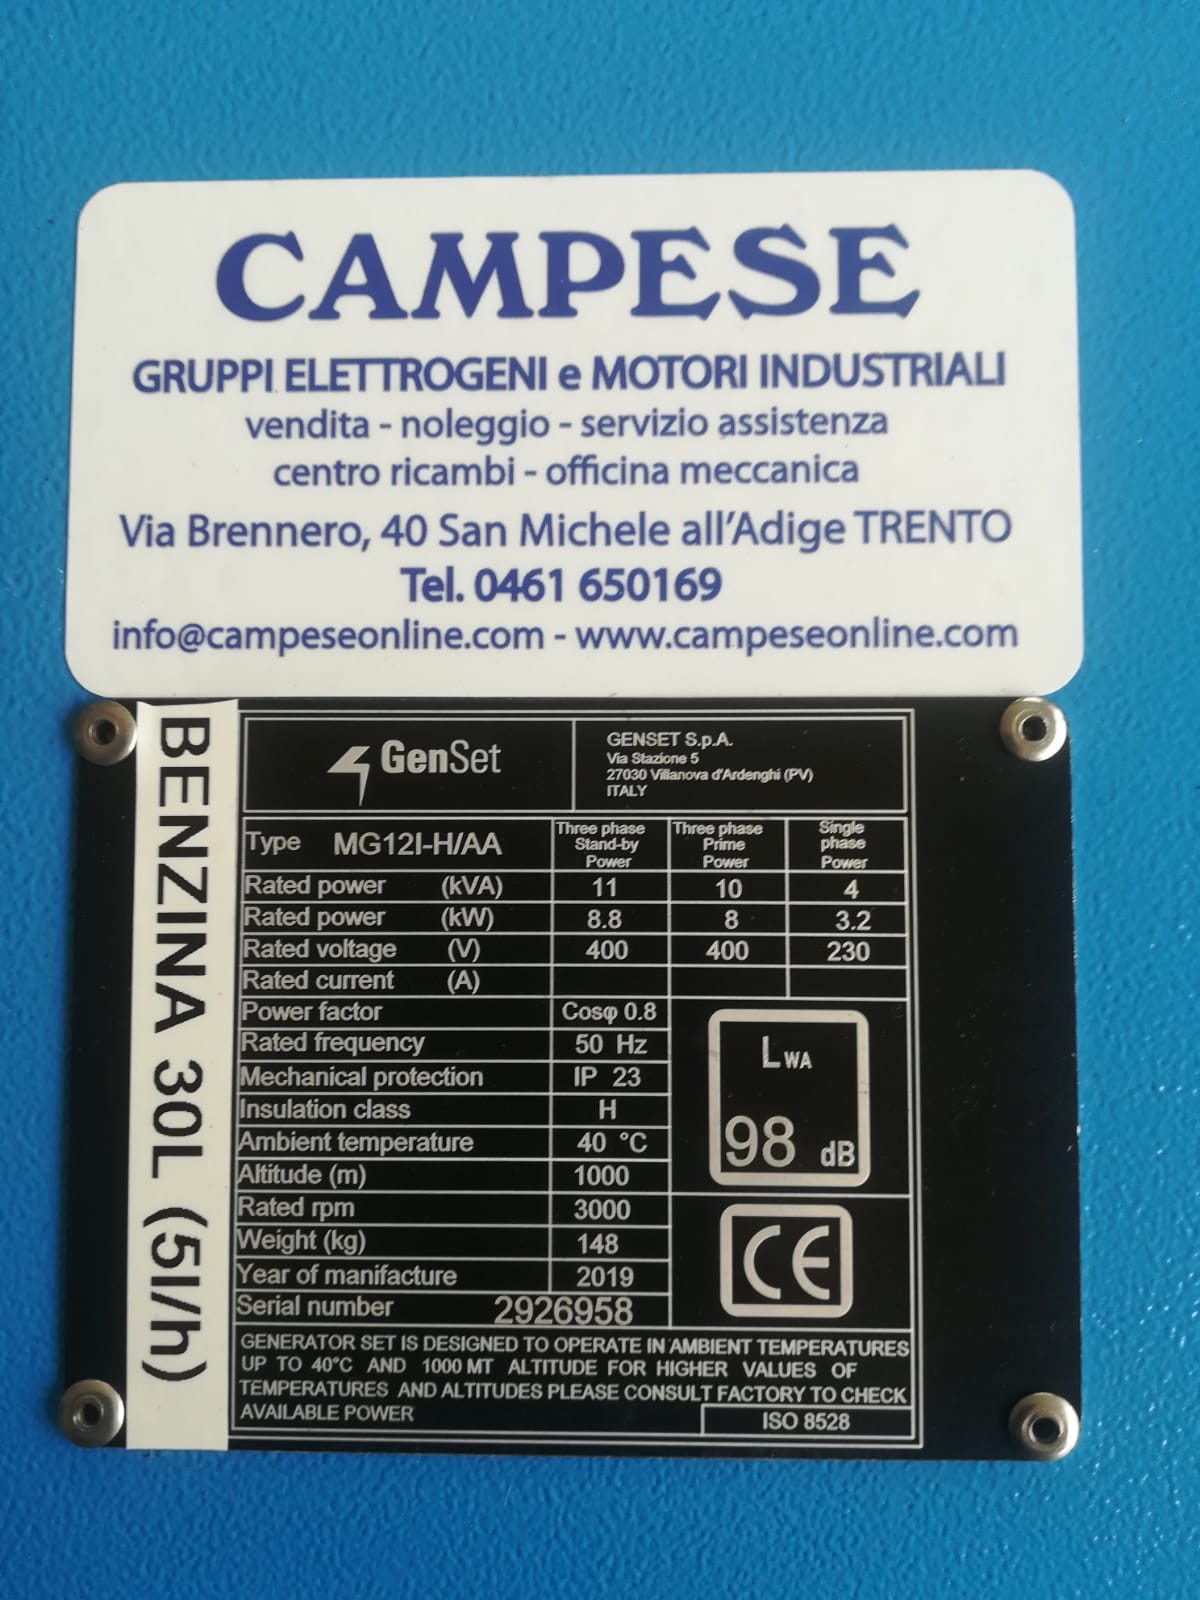 CAMPESE
GRUPPI ELETTROGENI e MOTORI INDUSTRIALI
vendita - noleggio - servizio assistenza
centro ricambi - officina meccanica
Via Brennero, 40 San Michele all'Adige TRENTO
Tel. 0461 650169
info@campeseonline.com - www.campeseonline.com
BENZINA 30L (5l/h)
GenSet
GENSET S.p.A.
Via Stazione 5
27030 Villanova d'Ardenghi (PV)
ITALY
Type MG12I-H/AA Three phase Stand-by Power Three phase Prime Power Single phase Power
Rated power (kVA) 11 10 4
Rated power (kW) 8.8 8 3.2
Rated voltage (V) 400 400 230
Rated current (A)
Power factor Cosφ 0.8
Rated frequency 50 Hz
Mechanical protection IP 23
Insulation class H
Ambient temperature 40 °C
Altitude (m) 1000
Rated rpm 3000
Weight (kg) 148
Year of manifacture 2019
Serial number 2926958
LWA
98 dB
CE
GENERATOR SET IS DESIGNED TO OPERATE IN AMBIENT TEMPERATURES
UP TO 40°C AND 1000 MT ALTITUDE FOR HIGHER VALUES OF
TEMPERATURES AND ALTITUDES PLEASE CONSULT FACTORY TO CHECK
AVAILABLE POWER
ISO 8528